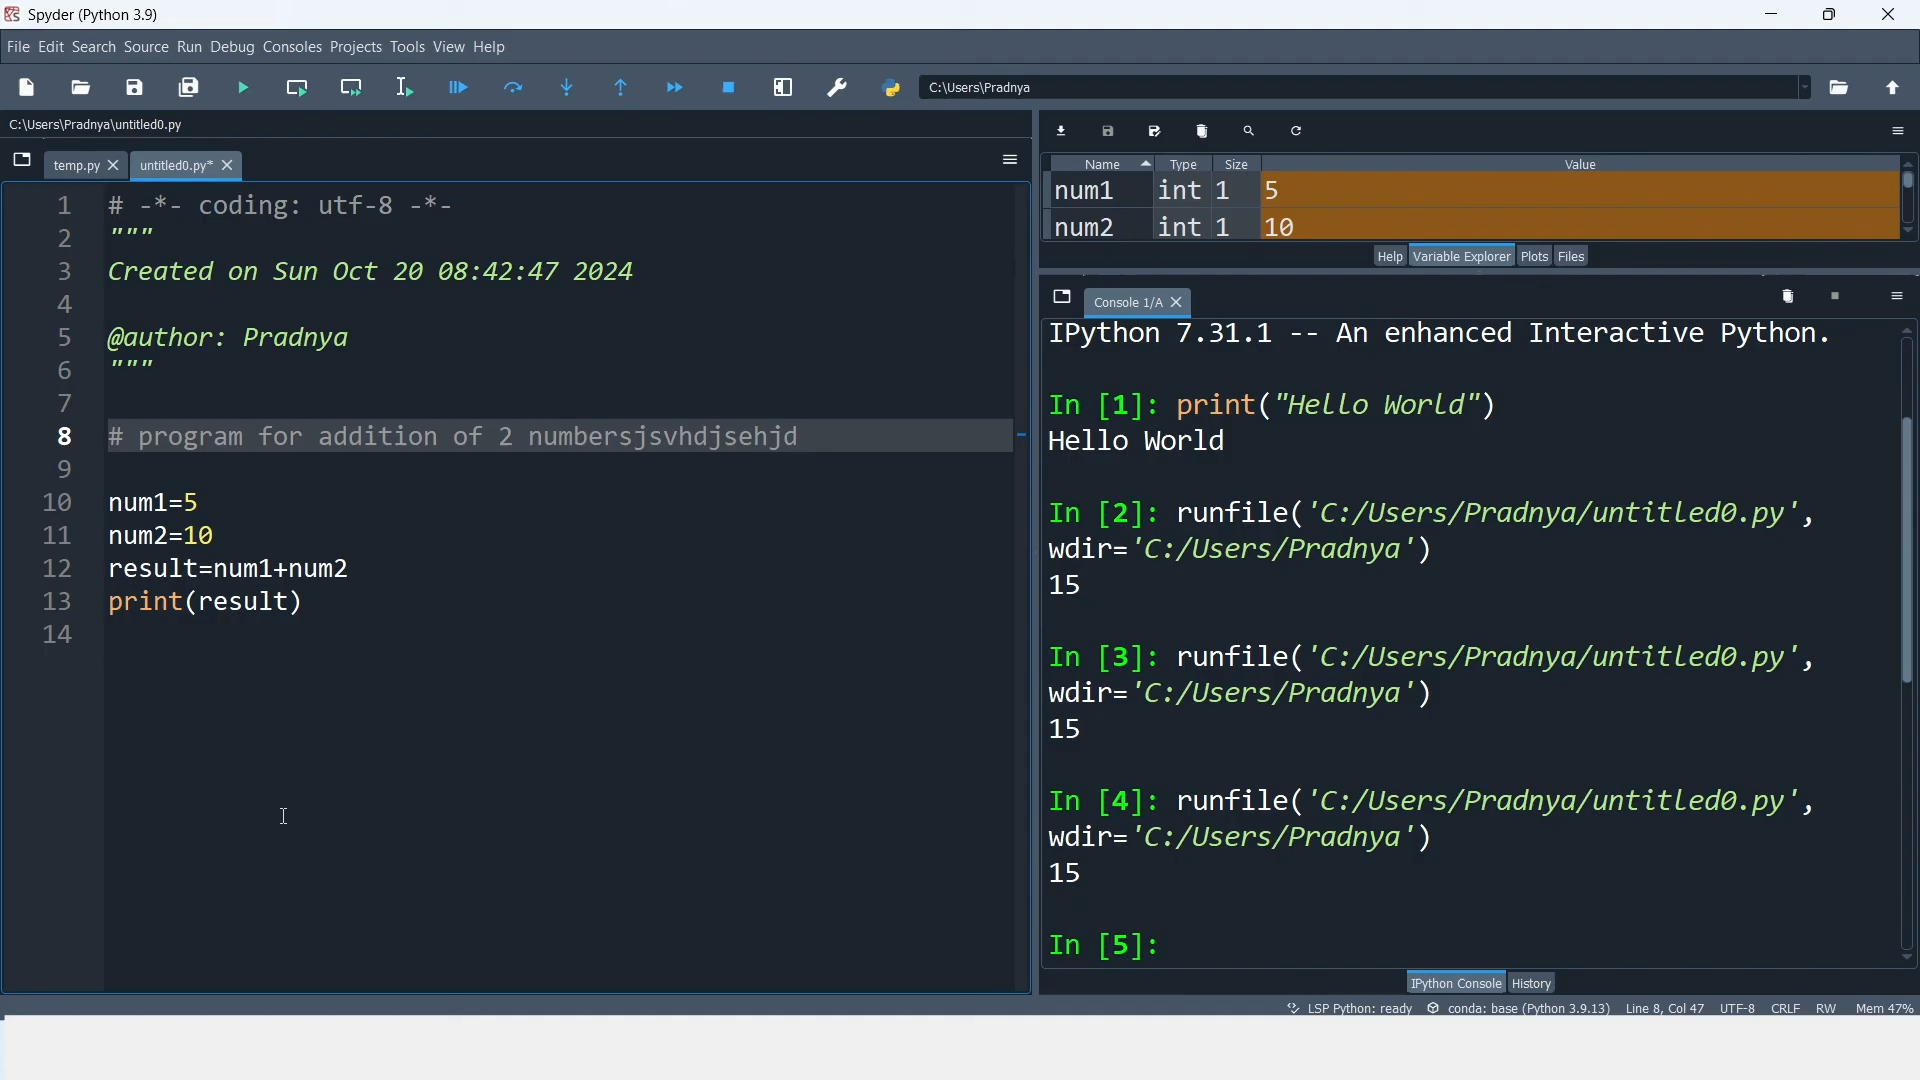 Spyder (Python 3.9)
File Edit Search Source Run Debug Consoles Projects Tools View Help
C:\Users\Pradnya
C:\Users\Pradnya\untitled0.py
temp.py
untitled0.py*
1 # -*- coding: utf-8 -*-
2 """
3 Created on Sun Oct 20 08:42:47 2024
4
5 @author: Pradnya
6 """
7
8 # program for addition of 2 numbersjsvhdjsehjd
9
10 num1=5
11 num2=10
12 result=num1+num2
13 print(result)
14
Name Type Size Value
num1 int 1 5
num2 int 1 10
Help Variable Explorer Plots Files
Console 1/A
IPython 7.31.1 -- An enhanced Interactive Python.
In [1]: print("Hello World")
Hello World
In [2]: runfile('C:/Users/Pradnya/untitled0.py',
wdir='C:/Users/Pradnya')
15
In [3]: runfile('C:/Users/Pradnya/untitled0.py',
wdir='C:/Users/Pradnya')
15
In [4]: runfile('C:/Users/Pradnya/untitled0.py',
wdir='C:/Users/Pradnya')
15
In [5]:
IPython Console History
LSP Python: ready conda: base (Python 3.9.13) Line 8, Col 47 UTF-8 CRLF RW Mem 47%